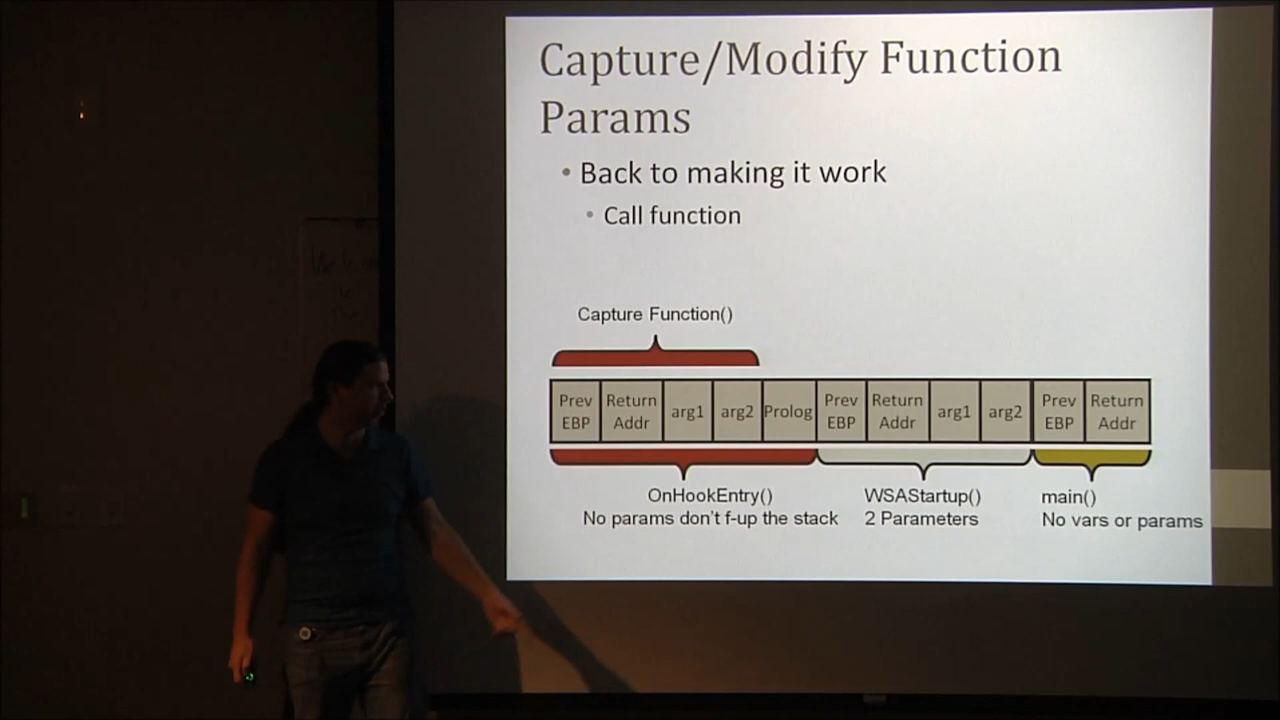 Capture/Modify Function
Params
• Back to making it work
• Call function
Capture Function()
Prev EBP
Return Addr
arg1
arg2
Prolog
Prev EBP
Return Addr
arg1
arg2
Prev EBP
Return Addr
OnHookEntry()
No params don't f-up the stack
WSAStartup()
2 Parameters
main()
No vars or params